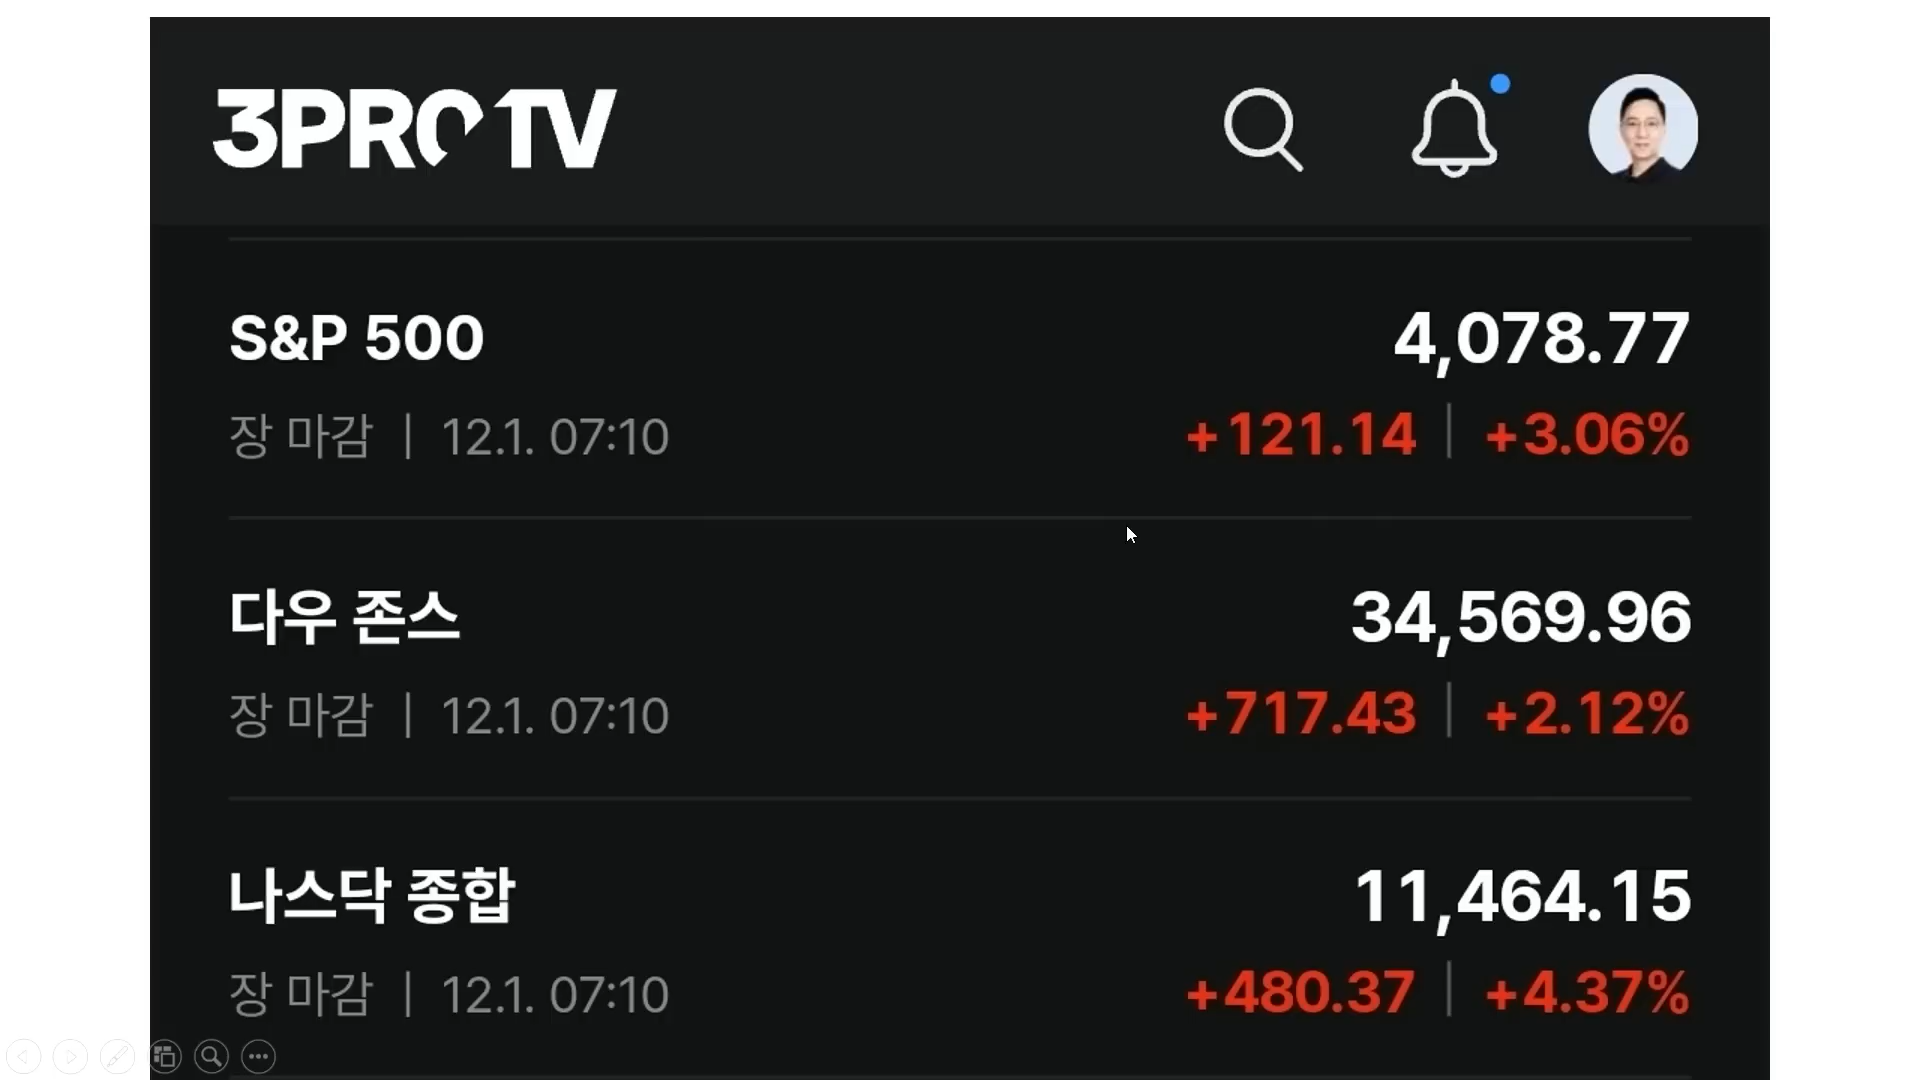 3PROTV
S&P 500
4,078.77
장 마감 | 12.1. 07:10
+121.14 | +3.06%
다우 존스
34,569.96
장 마감 | 12.1. 07:10
+717.43 | +2.12%
나스닥 종합
11,464.15
장 마감 | 12.1. 07:10
+480.37 | +4.37%